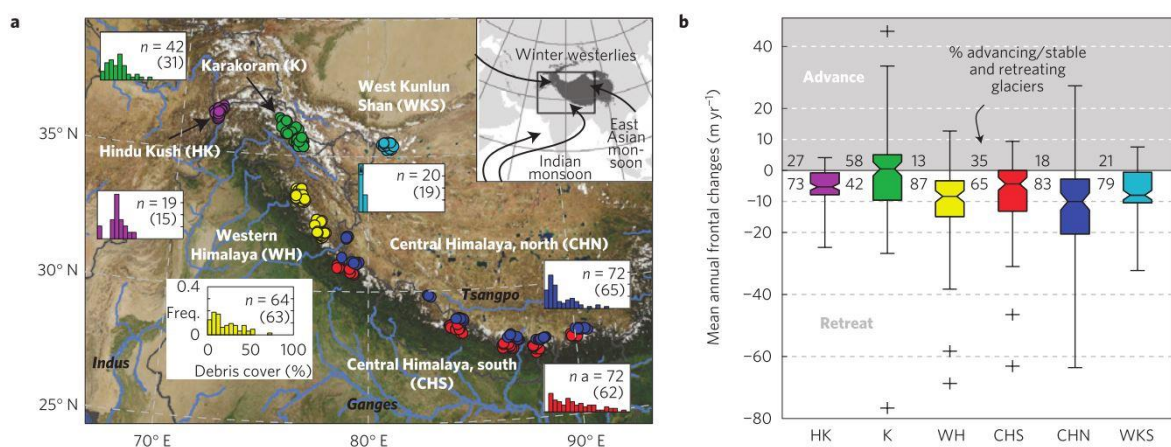 a
n = 42
(31)
Karakoram (K)
West Kunlun
Shan (WKS)
Hindu Kush (HK)
n = 20
(19)
n = 19
(15)
Western
Himalaya (WH)
Central Himalaya, north (CHN)
Tsangpo
n = 72
(65)
0.4
Freq.
0
n = 64
(63)
0 50 100
Debris cover (%)
Central Himalaya, south
(CHS)
n a = 72
(62)
Indus
Ganges
35° N
30° N
25° N
70° E
80° E
90° E
Winter westerlies
East
Asian
mon-
soon
Indian
monsoon
b
Mean annual frontal changes (m yr⁻¹)
40
20
10
0
−10
−20
−40
−60
−80
Advance
% advancing/stable
and retreating
glaciers
27 58 13 35 18 21
73 42 87 65 83 79
Retreat
HK K WH CHS CHN WKS